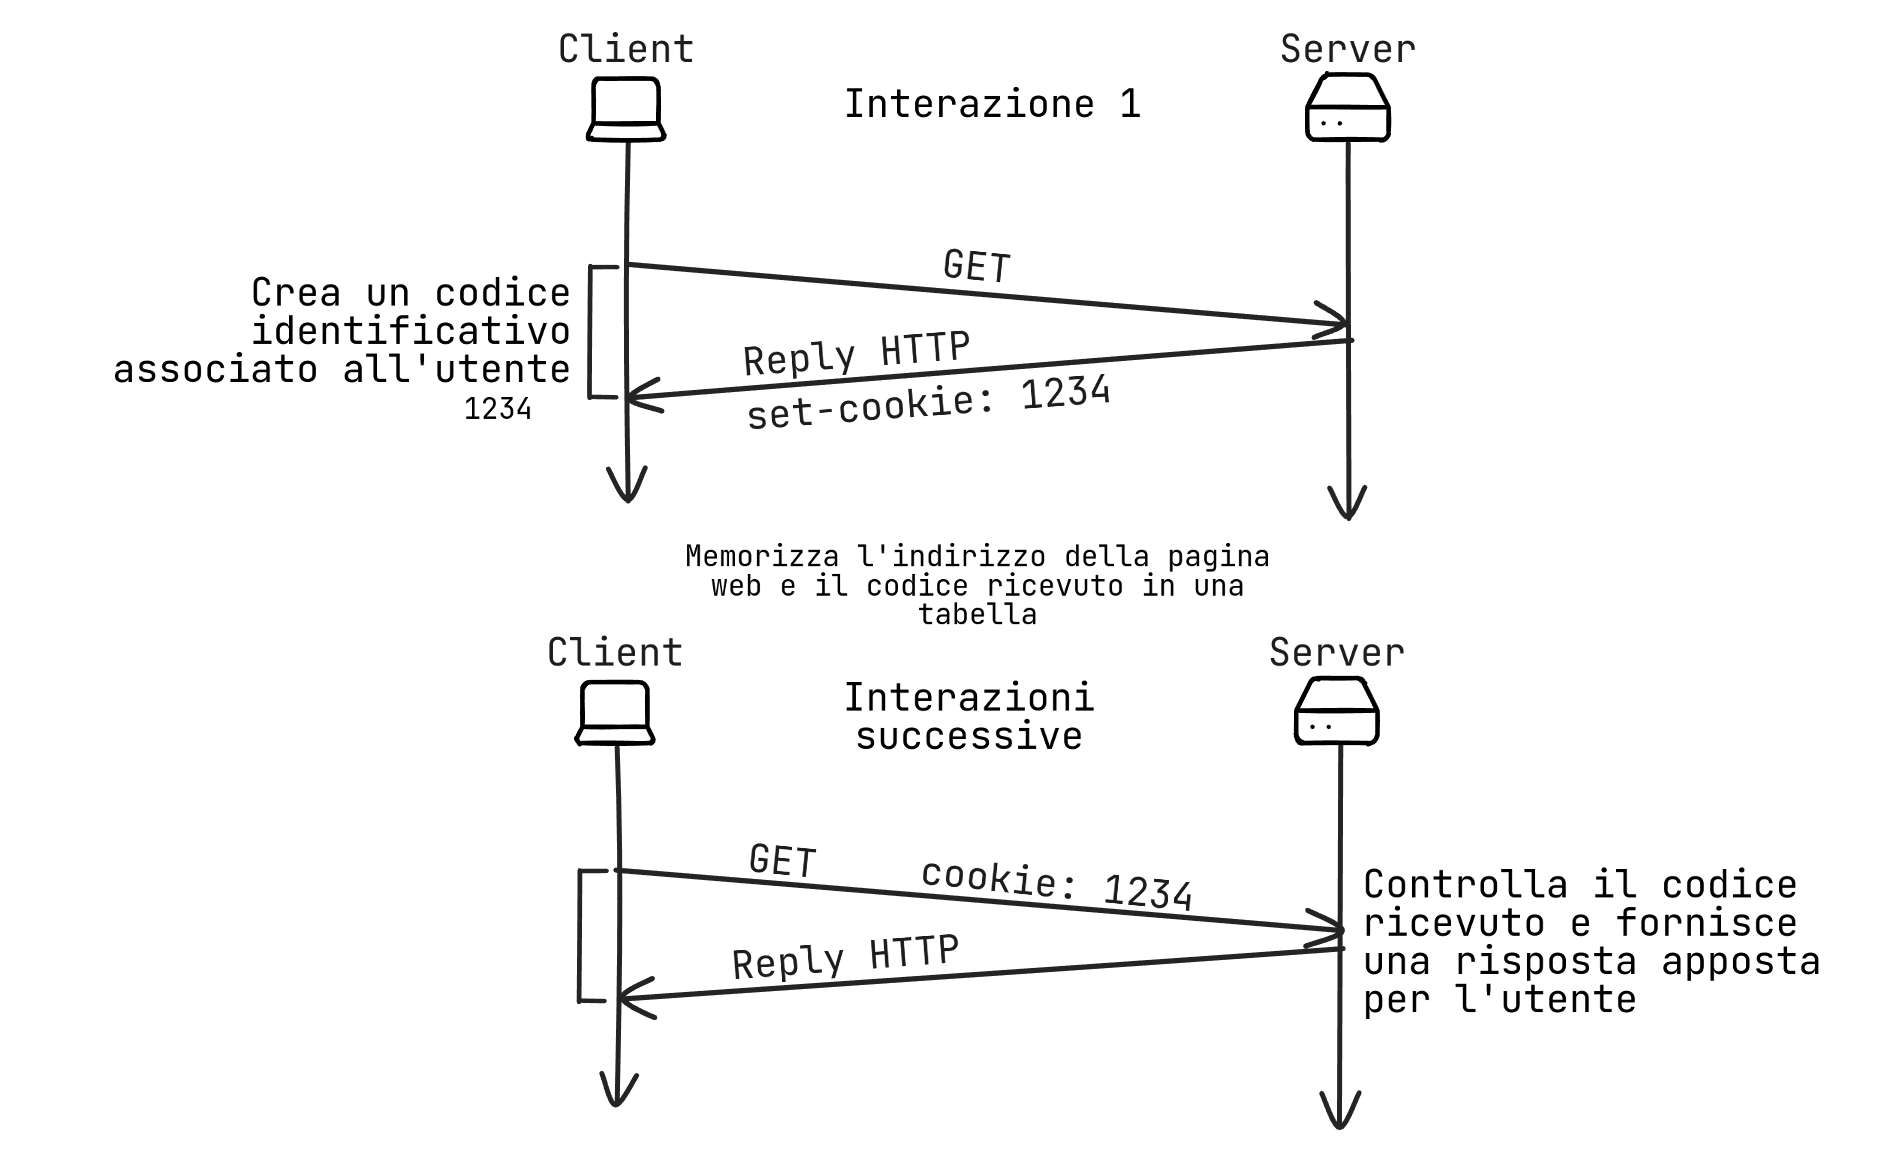 Client
Server
Interazione 1
GET
Crea un codice
identificativo
associato all'utente
1234
Reply HTTP
set-cookie: 1234
Memorizza l'indirizzo della pagina
web e il codice ricevuto in una
tabella
Client
Server
Interazioni
successive
GET
cookie: 1234
Reply HTTP
Controlla il codice
ricevuto e fornisce
una risposta apposta
per l'utente